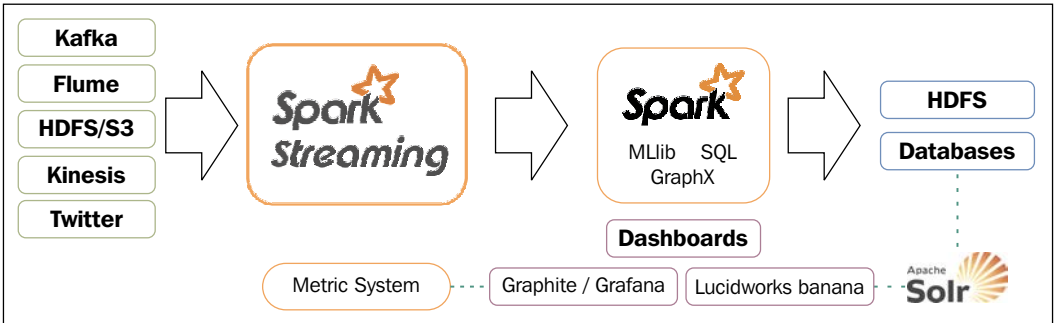 Kafka
Flume
HDFS/S3
Kinesis
Twitter
Spark
Streaming
Spark
MLlib SQL
GraphX
HDFS
Databases
Dashboards
Metric System
Graphite / Grafana
Lucidworks banana
Apache
Solr